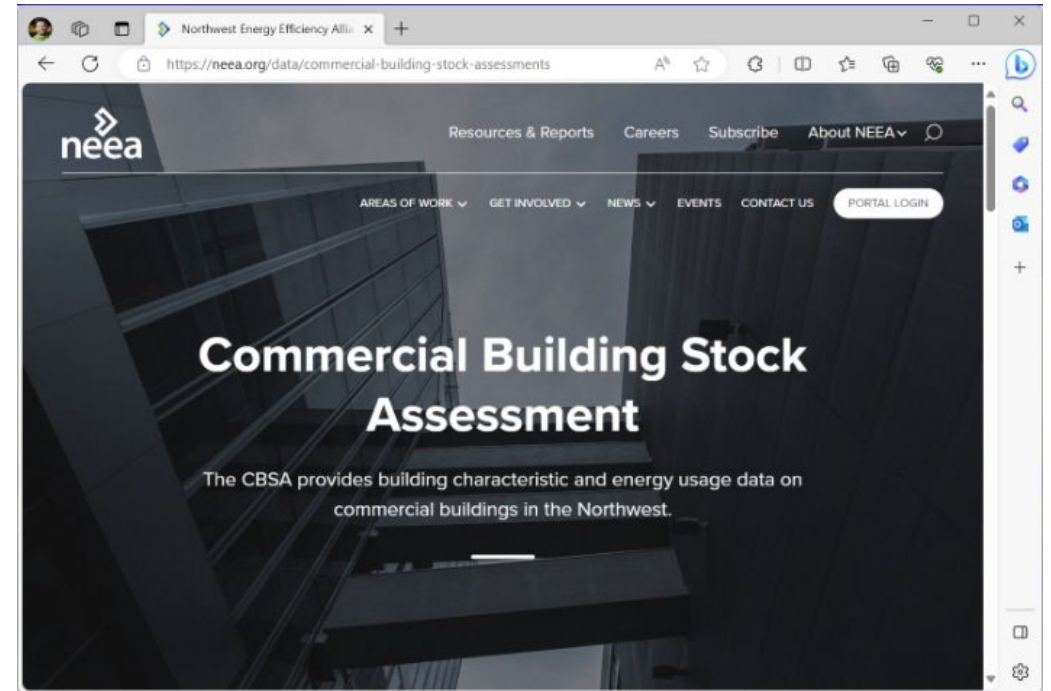 Northwest Energy Efficiency Allia
https://neea.org/data/commercial-building-stock-assessments
neea
Resources & Reports Careers Subscribe About NEEA
AREAS OF WORK GET INVOLVED NEWS EVENTS CONTACT US PORTAL LOGIN
Commercial Building Stock
Assessment
The CBSA provides building characteristic and energy usage data on
commercial buildings in the Northwest.